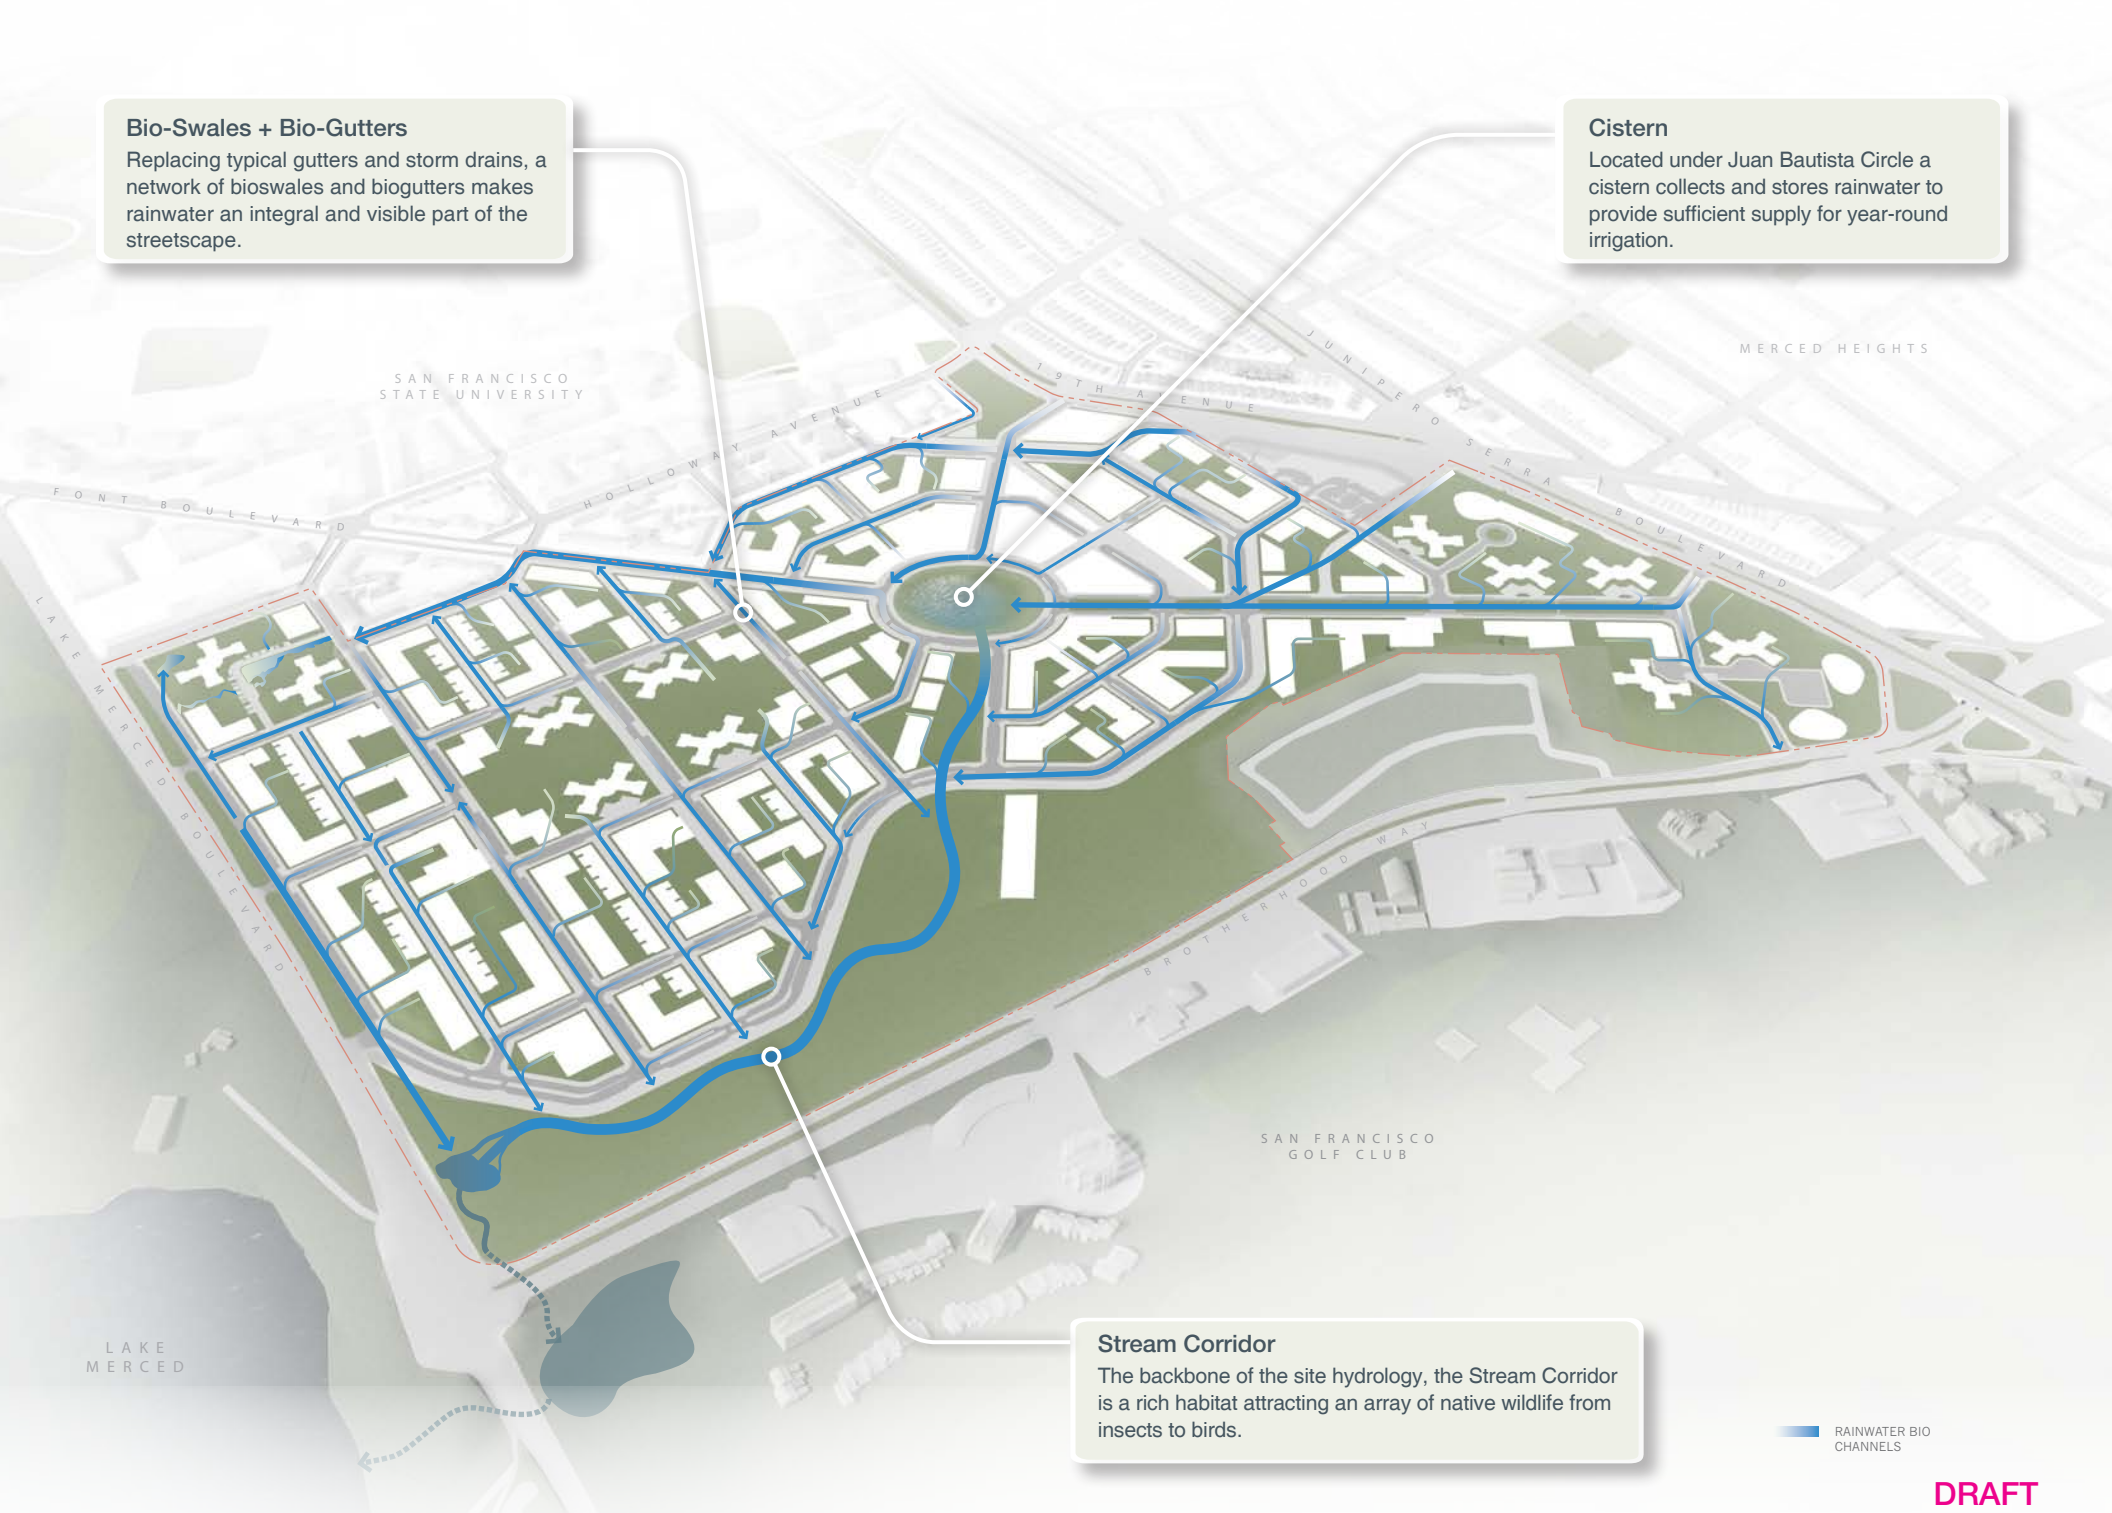 Bio-Swales + Bio-Gutters
Replacing typical gutters and storm drains, a
network of bioswales and biogutters makes
rainwater an integral and visible part of the
streetscape.
Cistern
Located under Juan Bautista Circle a
cistern collects and stores rainwater to
provide sufficient supply for year-round
irrigation.
MERCED HEIGHTS
SAN FRANCISCO
STATE UNIVERSITY
19TH AVENUE
JUNIPERO SERRA BOULEVARD
HOLLOWAY AVENUE
FONT BOULEVARD
LAKE MERCED BOULEVARD
BROTHERHOOD WAY
SAN FRANCISCO
GOLF CLUB
LAKE
MERCED
Stream Corridor
The backbone of the site hydrology, the Stream Corridor
is a rich habitat attracting an array of native wildlife from
insects to birds.
RAINWATER BIO
CHANNELS
DRAFT